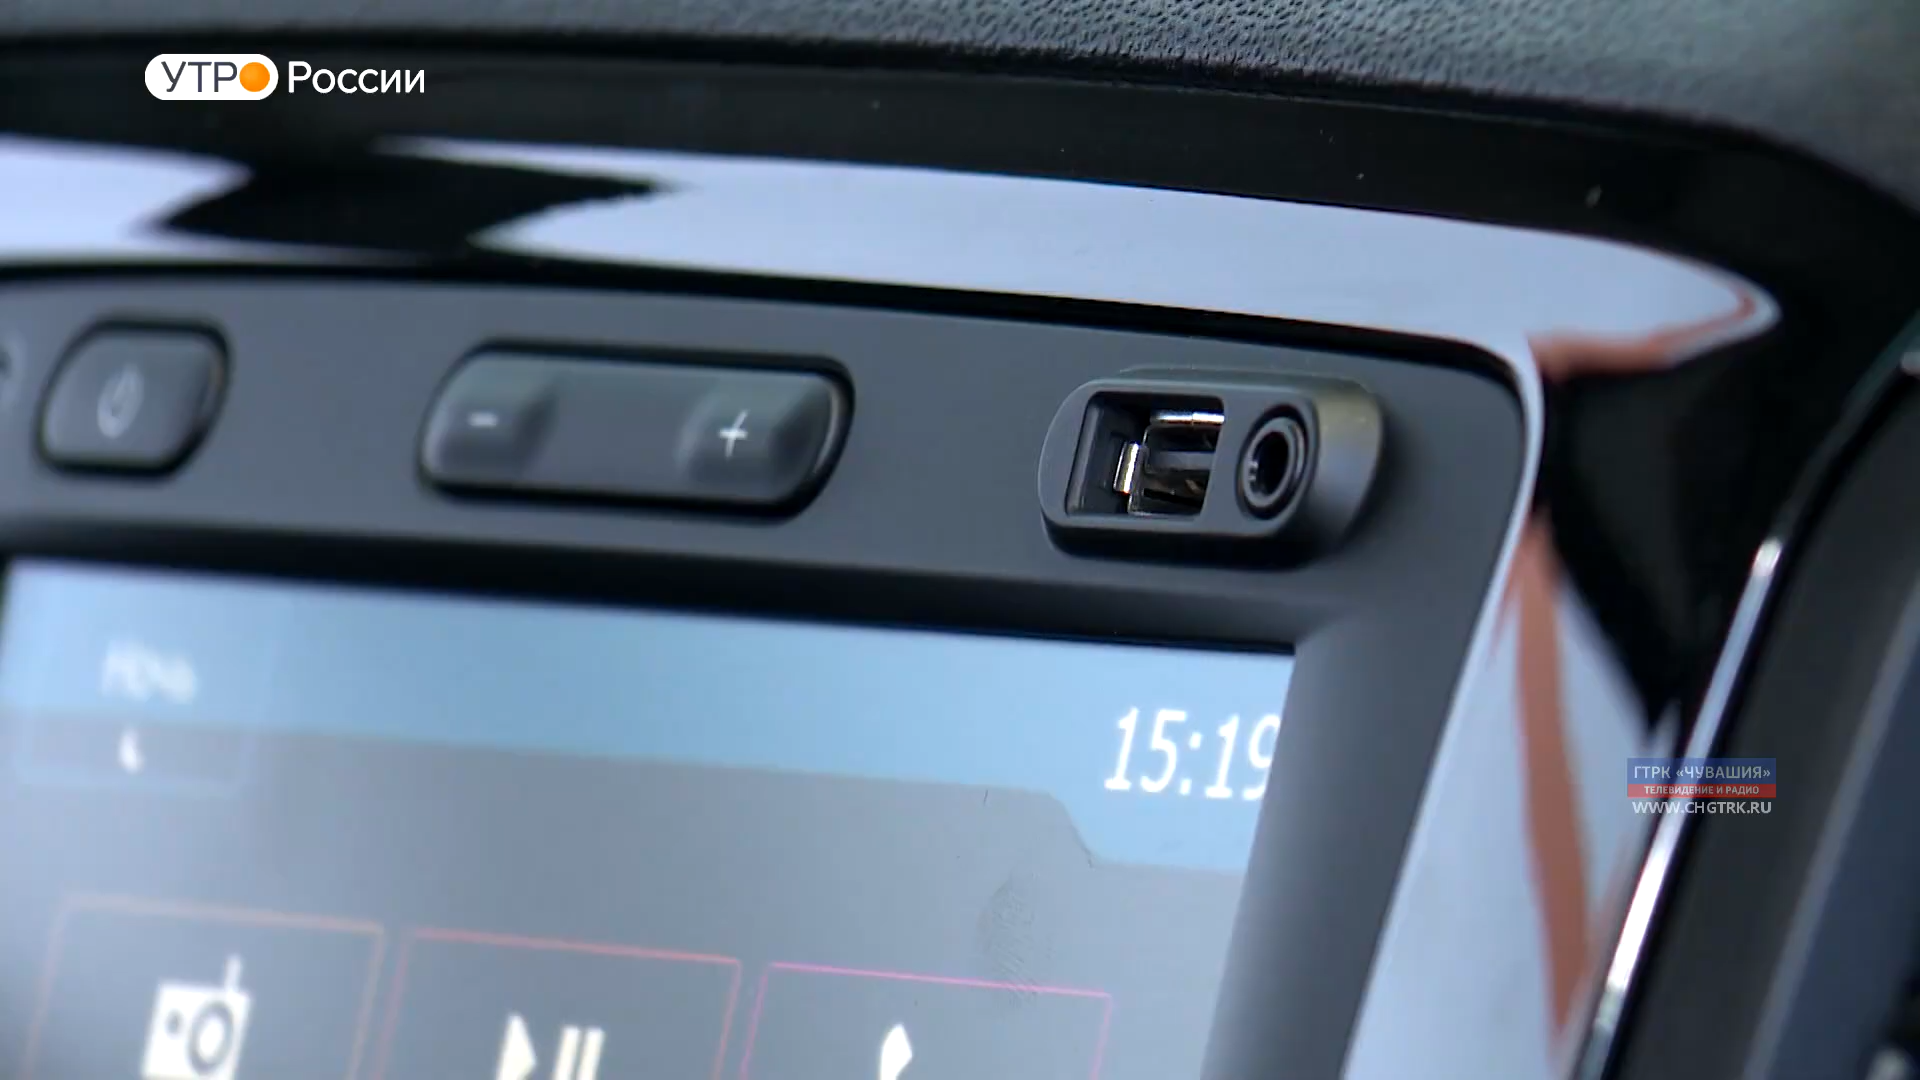 УТРО России
- +
15:19
ГТРК «ЧУВАШИЯ»
ТЕЛЕВИДЕНИЕ И РАДИО
WWW.CHGTRK.RU